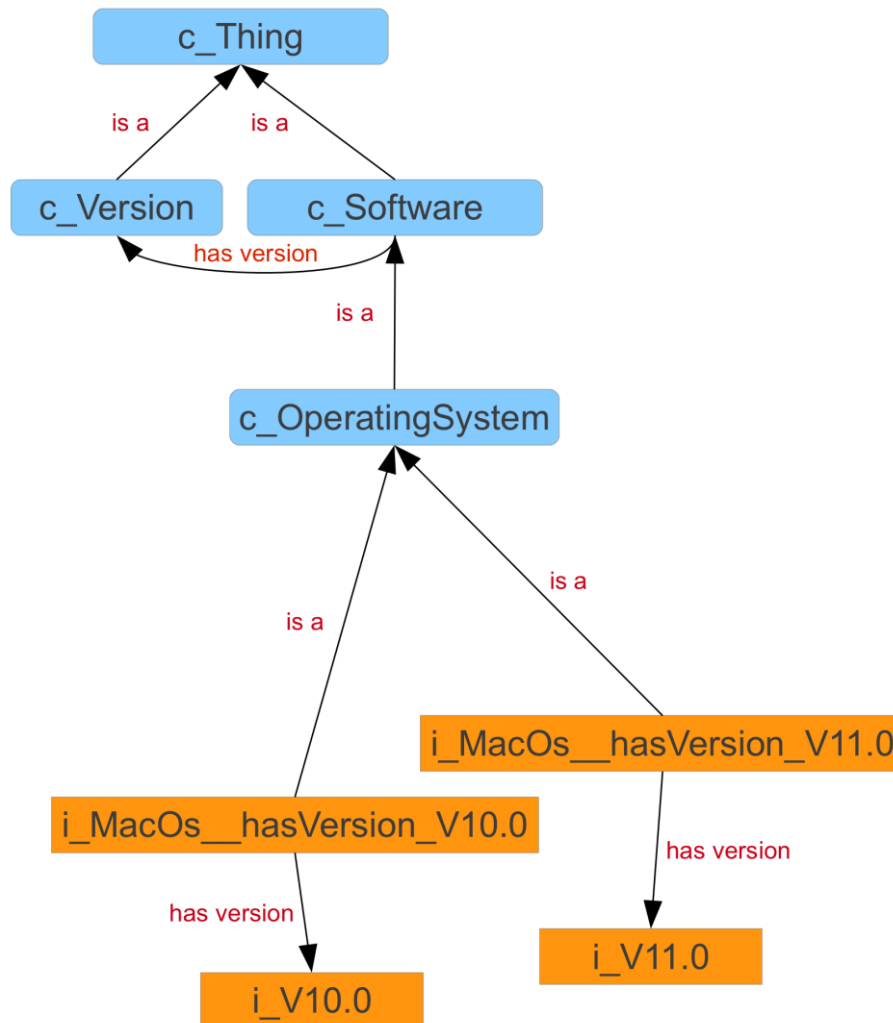 c_Thing
is a
is a
c_Version
c_Software
has version
is a
c_OperatingSystem
is a
is a
i_MacOs__hasVersion_V11.0
i_MacOs__hasVersion_V10.0
has version
has version
i_V11.0
i_V10.0